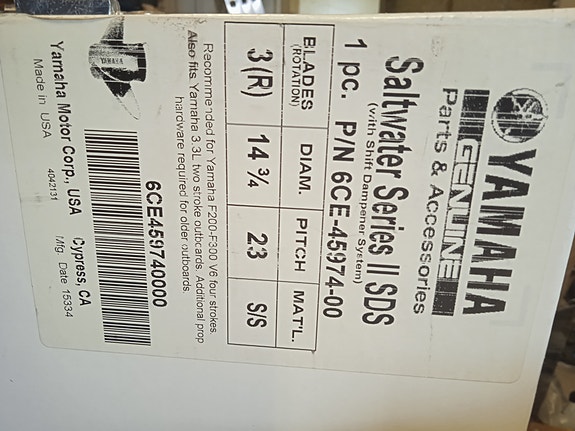 YAMAHA
GENUINE
Parts & Accessories
Saltwater Series II SDS
(with Shift Dampener System)
1 pc. P/N 6CE-45974-00
BLADES (ROTATION) DIAM. PITCH MAT'L.
3 (R) 14 3/4 23 S/S
Recommended for Yamaha F200-F300 V6 four strokes.
Also fits Yamaha 3.3L two stroke outboards. Additional prop
hardware required for older outboards.
YAMAHA
6CE459740000
4042131
Yamaha Motor Corp., USA Cypress, CA
Made in USA Mfg. Date 15334